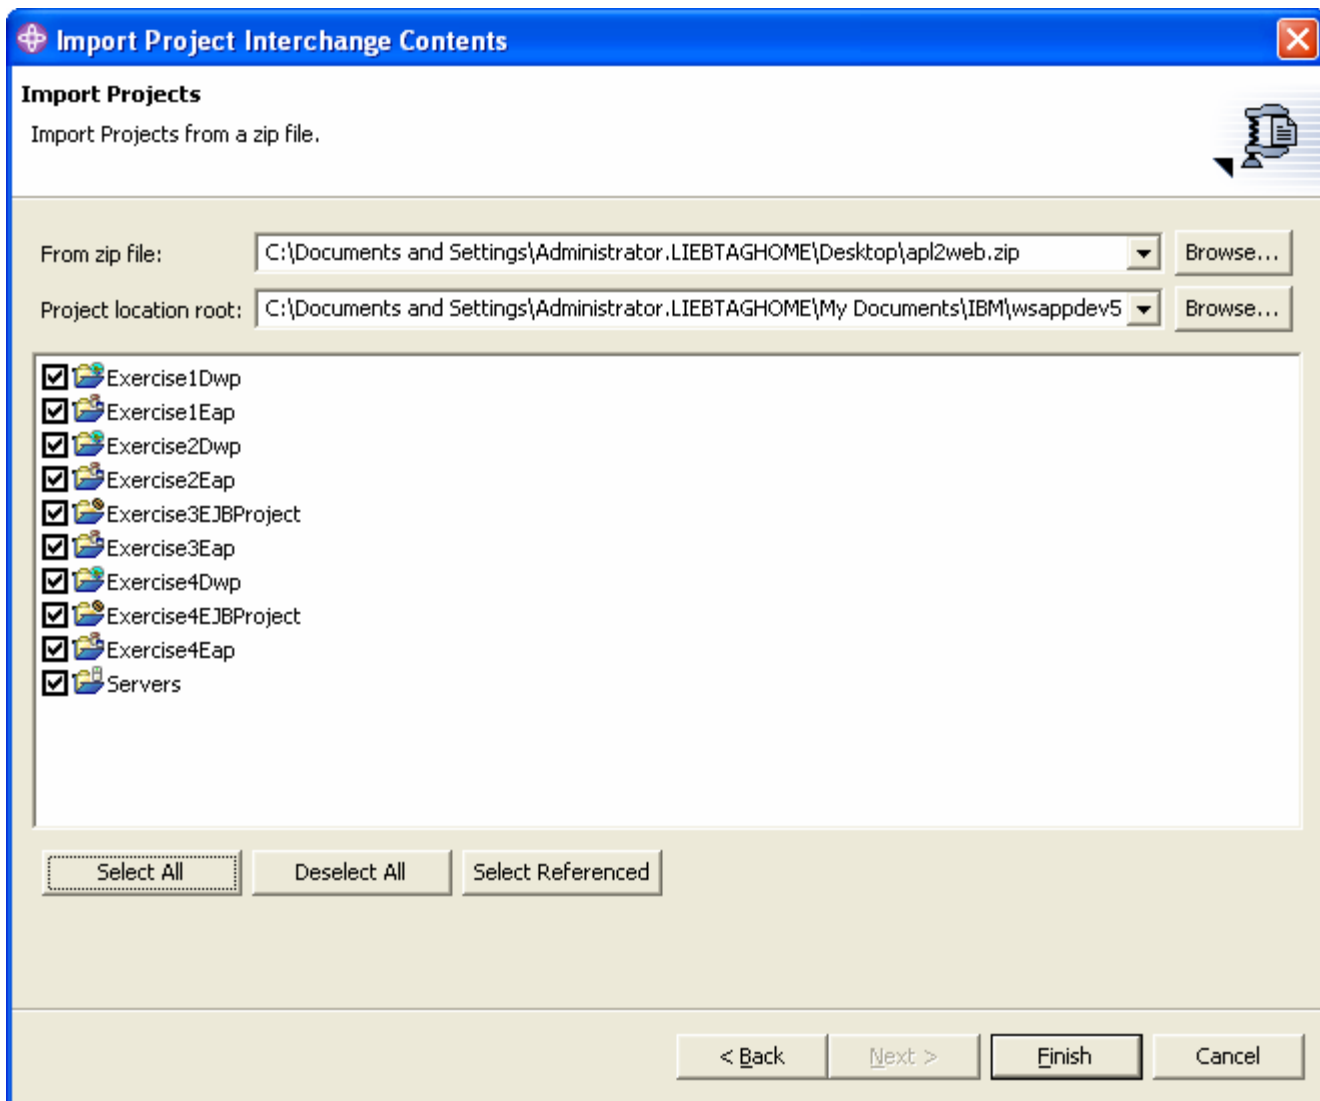 Import Project Interchange Contents
Import Projects
Import Projects from a zip file.
From zip file: C:\Documents and Settings\Administrator.LIEBTAGHOME\Desktop\apl2web.zip Browse...
Project location root: C:\Documents and Settings\Administrator.LIEBTAGHOME\My Documents\IBM\wsappdev5 Browse...
Exercise1Dwp
Exercise1Eap
Exercise2Dwp
Exercise2Eap
Exercise3EJBProject
Exercise3Eap
Exercise4Dwp
Exercise4EJBProject
Exercise4Eap
Servers
Select All Deselect All Select Referenced
< Back Next > Finish Cancel